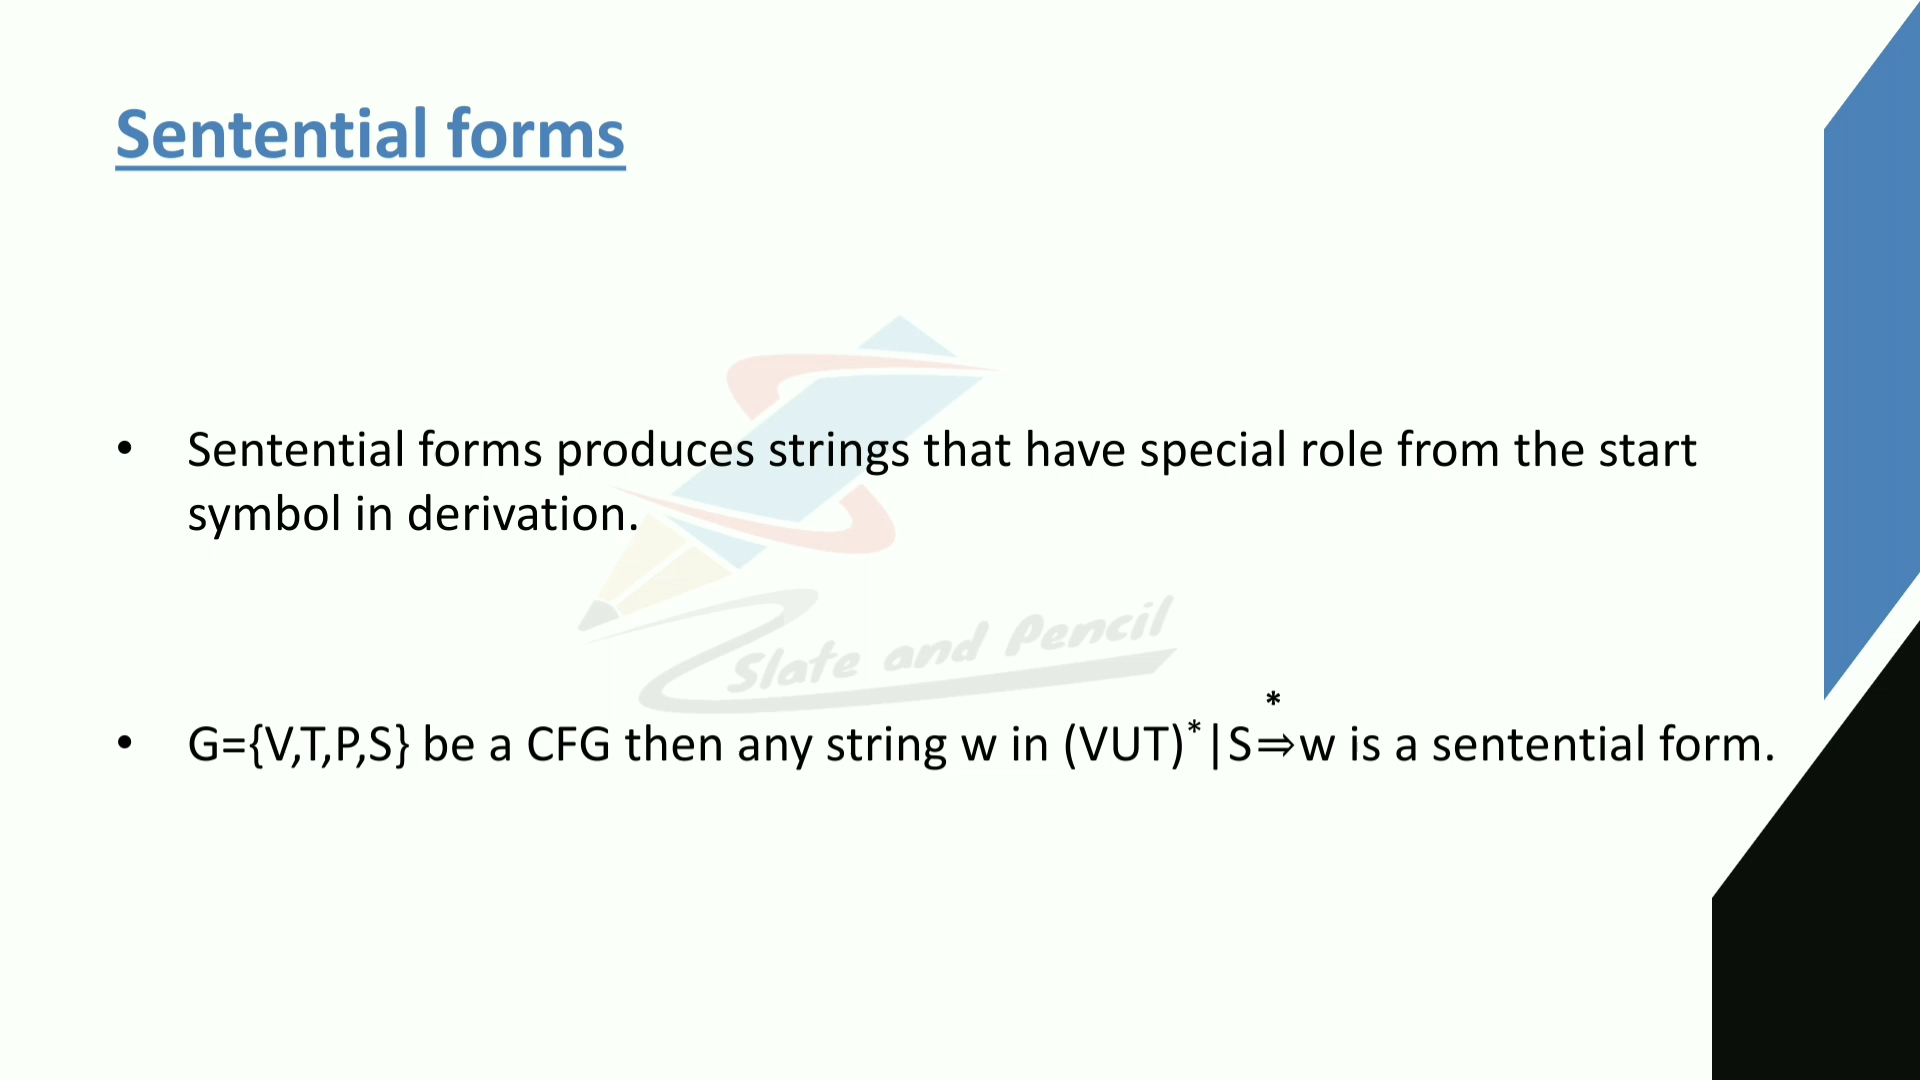 Sentential forms
• Sentential forms produces strings that have special role from the start
symbol in derivation.
Slate and Pencil
*
• G={V,T,P,S} be a CFG then any string w in (VUT)*|S⇒w is a sentential form.